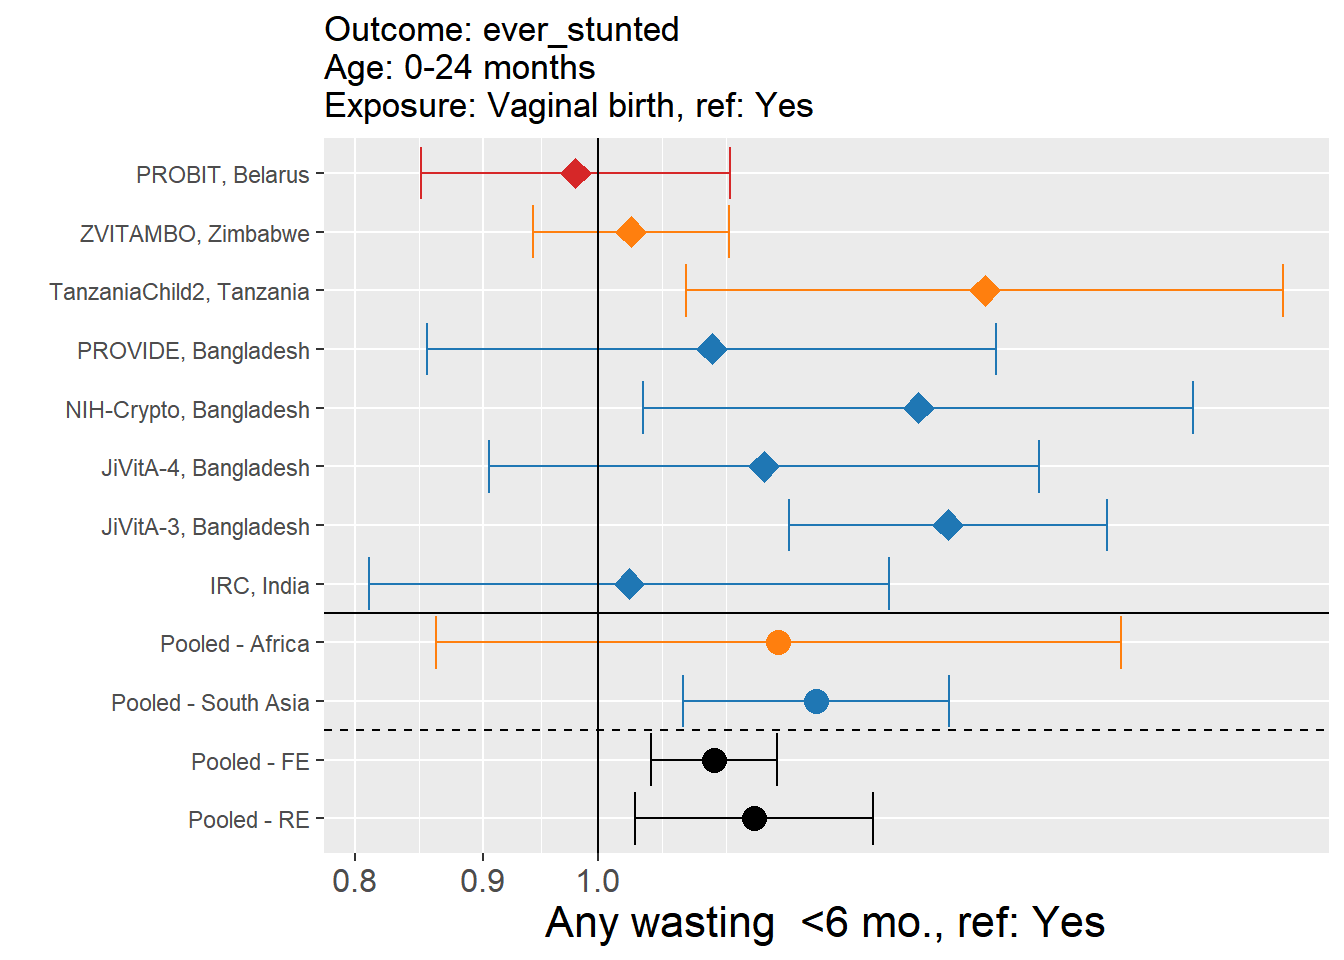 Outcome: ever_stunted
Age: 0-24 months
Exposure: Vaginal birth, ref: Yes
PROBIT, Belarus
ZVITAMBO, Zimbabwe
TanzaniaChild2, Tanzania
PROVIDE, Bangladesh
NIH-Crypto, Bangladesh
JiVitA-4, Bangladesh
JiVitA-3, Bangladesh
IRC, India
Pooled - Africa
Pooled - South Asia
Pooled - FE
Pooled - RE
0.8 0.9 1.0
Any wasting  <6 mo., ref: Yes